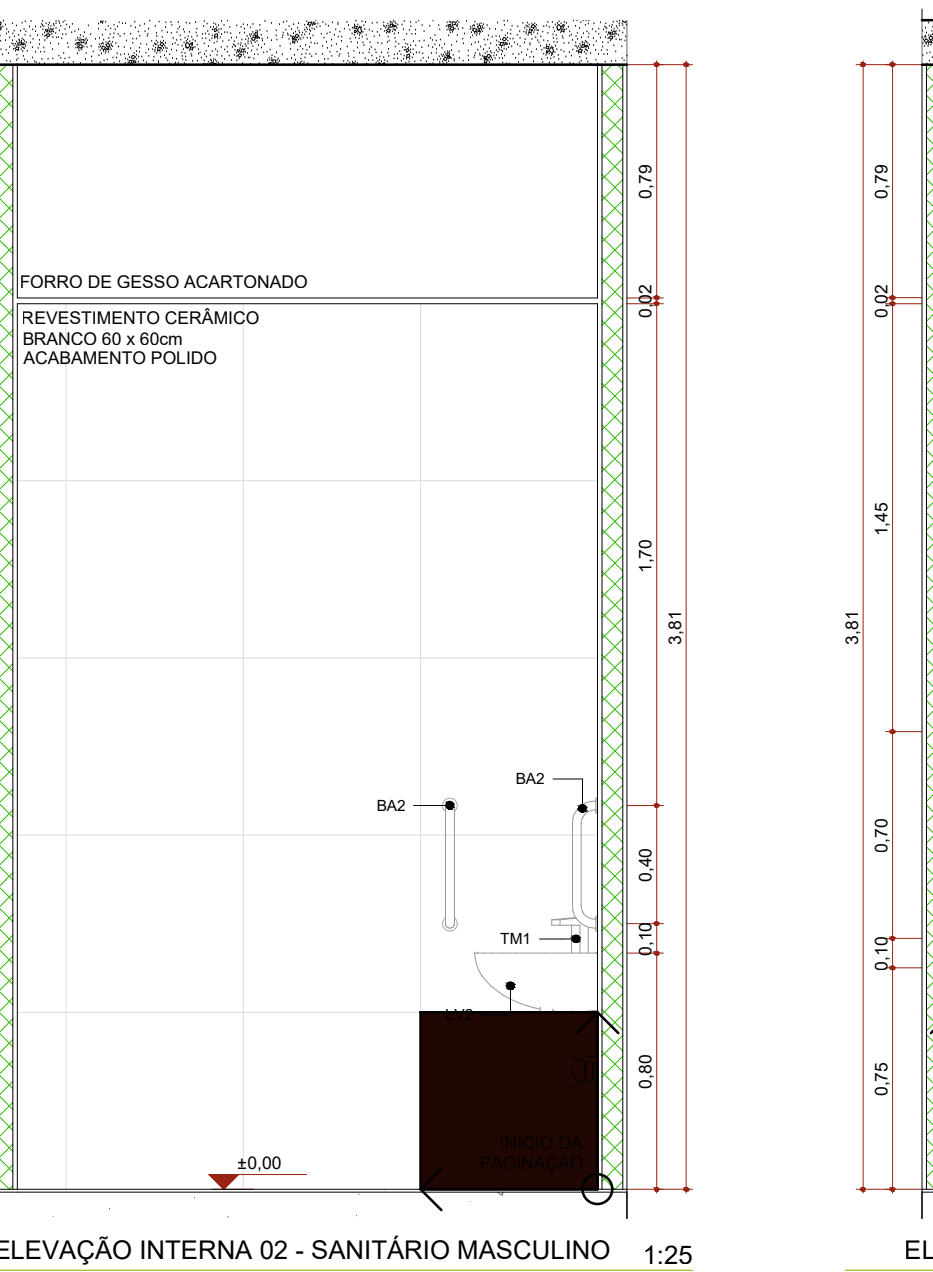 0,79
0,79
FORRO DE GESSO ACARTONADO
0,02
0,02
REVESTIMENTO CERÂMICO
BRANCO 60 x 60cm
ACABAMENTO POLIDO
1,45
1,70
3,81
3,81
BA2
BA2
0,70
0,40
TM1
0,10
0,10
LV2
0,80
0,75
INÍCIO DA
PAGINAÇÃO
±0,00
ELEVAÇÃO INTERNA 02 - SANITÁRIO MASCULINO 1:25
EL